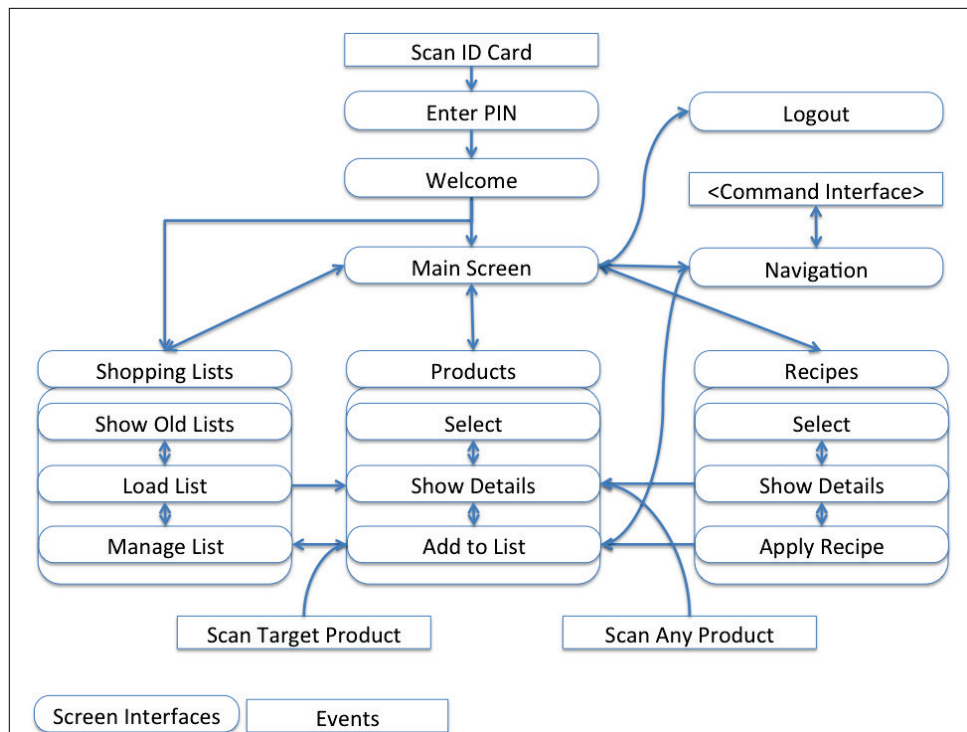 Scan ID Card
Enter PIN
Logout
Welcome
<Command Interface>
Main Screen
Navigation
Shopping Lists
Products
Recipes
Show Old Lists
Select
Select
Load List
Show Details
Show Details
Manage List
Add to List
Apply Recipe
Scan Target Product
Scan Any Product
Screen Interfaces
Events